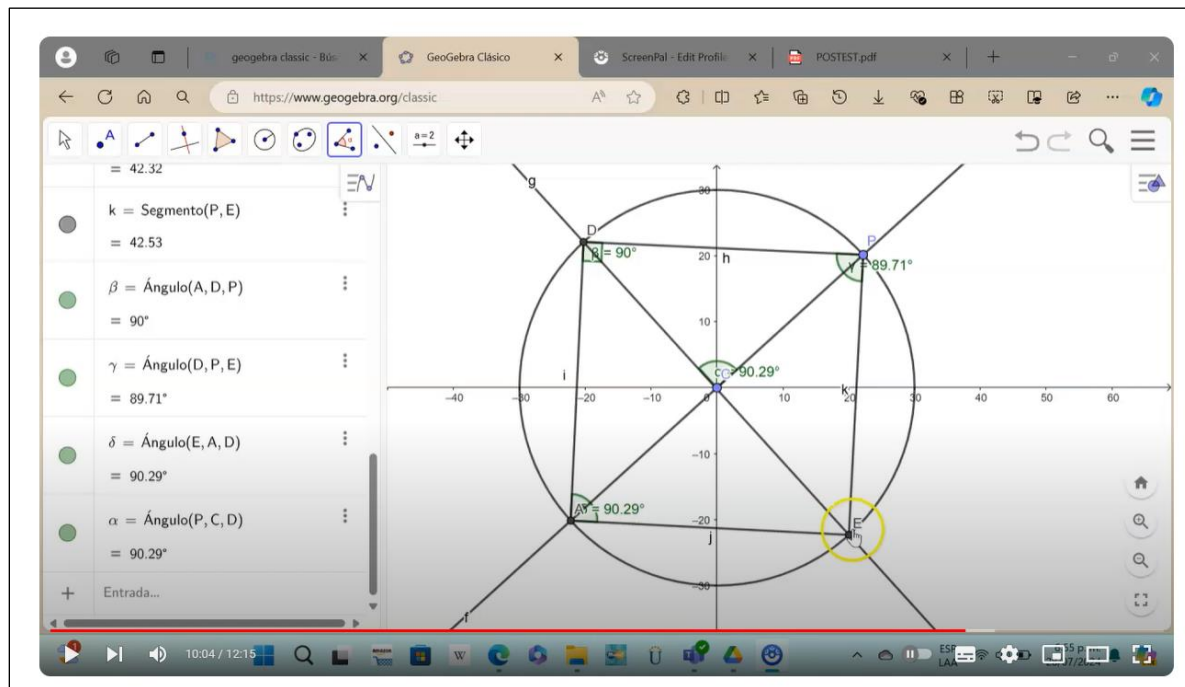 geogebra classic - Bús
GeoGebra Clásico
ScreenPal - Edit Profile
POSTEST.pdf
https://www.geogebra.org/classic
a=2
= 42.32
k = Segmento(P, E)
= 42.53
β = Ángulo(A, D, P)
= 90°
γ = Ángulo(D, P, E)
= 89.71°
δ = Ángulo(E, A, D)
= 90.29°
α = Ángulo(P, C, D)
= 90.29°
Entrada...
g
30
D
P
β = 90°
20
h
γ = 89.71°
10
i
= 90.29°
k
-40
-30
-20
-10
0
10
20
30
40
50
60
-10
A
= 90.29°
-20
E
j
-30
f
10:04 / 12:15
ESP
LAA